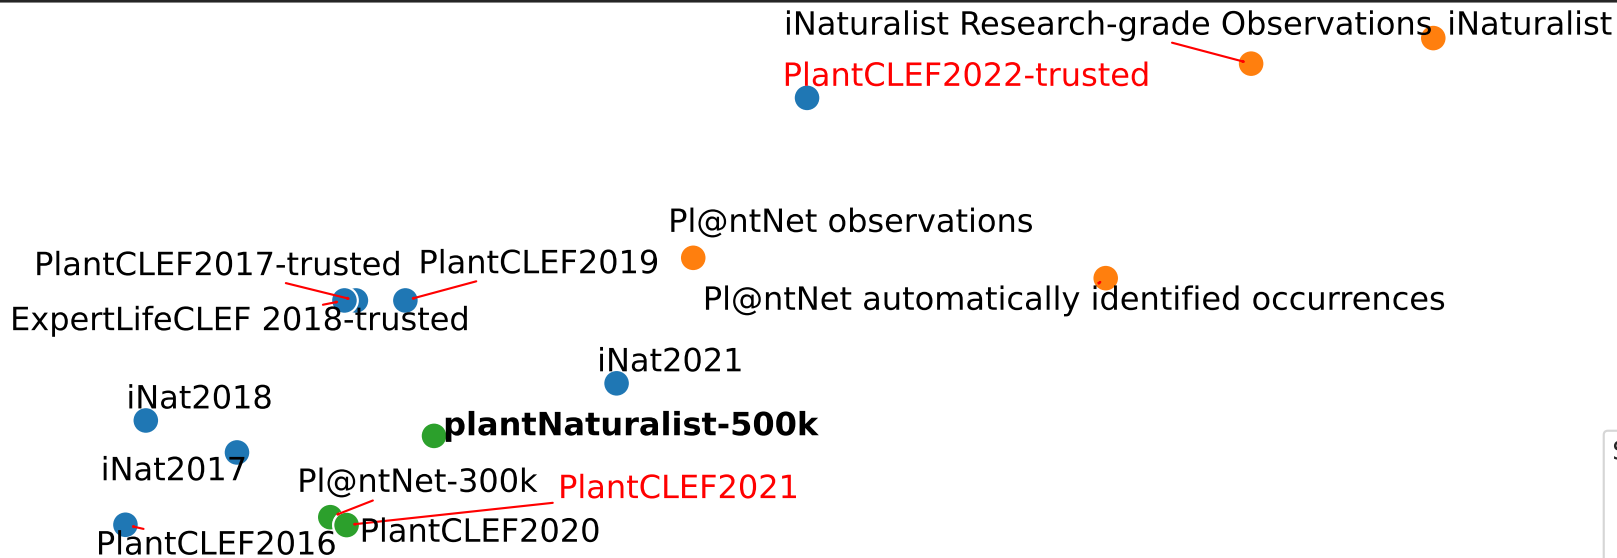 iNaturalist Research-grade Observations
iNaturalist
PlantCLEF2022-trusted
Pl@ntNet observations
PlantCLEF2017-trusted
PlantCLEF2019
Pl@ntNet automatically identified occurrences
ExpertLifeCLEF 2018-trusted
iNat2021
iNat2018
plantNaturalist-500k
iNat2017
Pl@ntNet-300k
PlantCLEF2021
PlantCLEF2020
PlantCLEF2016